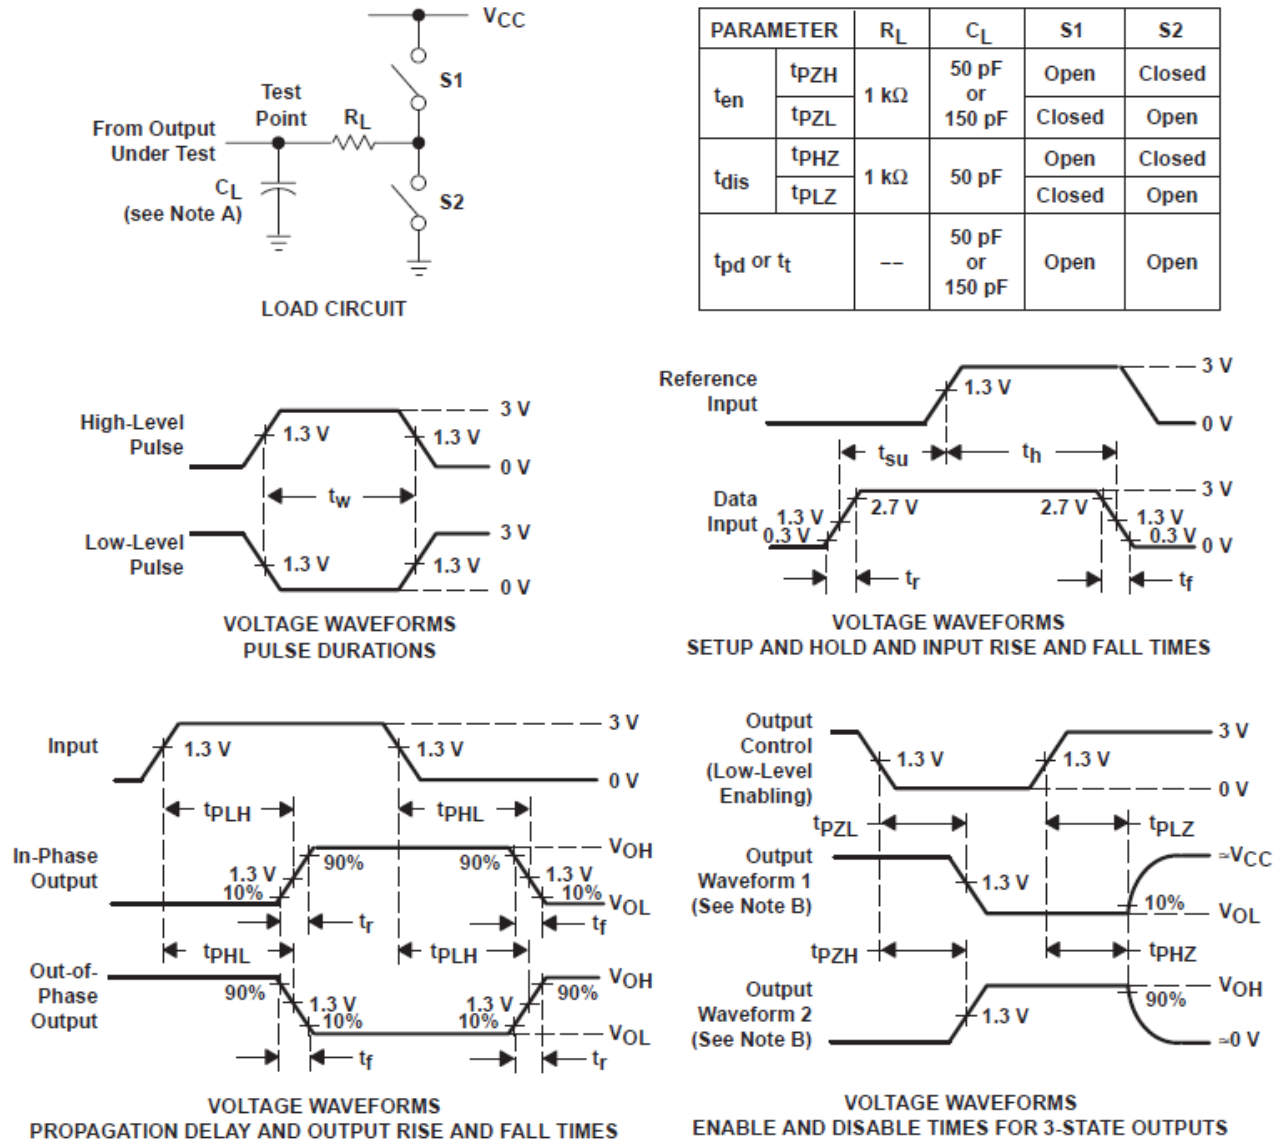 VCC
S1
Test
Point
RL
From Output
Under Test
CL
(see Note A)
S2
LOAD CIRCUIT
PARAMETER RL CL S1 S2
ten tPZH 1 kΩ 50 pF or 150 pF Open Closed
tPZL Closed Open
tdis tPHZ 1 kΩ 50 pF Open Closed
tPLZ Closed Open
tpd or tt –– 50 pF or 150 pF Open Open
High-Level
Pulse
1.3 V 1.3 V
3 V
0 V
tw
Low-Level
Pulse
1.3 V 1.3 V
3 V
0 V
VOLTAGE WAVEFORMS
PULSE DURATIONS
Reference
Input
1.3 V
3 V
0 V
tsu th
Data
Input
1.3 V
0.3 V
2.7 V 2.7 V
3 V
1.3 V
0.3 V
0 V
tr tf
VOLTAGE WAVEFORMS
SETUP AND HOLD AND INPUT RISE AND FALL TIMES
Input
1.3 V 1.3 V
3 V
0 V
tPLH tPHL
In-Phase
Output
1.3 V
10%
90% 90%
1.3 V
10%
VOH
VOL
tr tf
tPHL tPLH
Out-of-
Phase
Output
90%
1.3 V
10%
1.3 V
10%
90%
VOH
VOL
tf tr
VOLTAGE WAVEFORMS
PROPAGATION DELAY AND OUTPUT RISE AND FALL TIMES
Output
Control
(Low-Level
Enabling)
1.3 V 1.3 V
3 V
0 V
tPZL tPLZ
Output
Waveform 1
(See Note B)
1.3 V
10%
≈VCC
VOL
tPZH tPHZ
Output
Waveform 2
(See Note B)
1.3 V
90%
VOH
≈0 V
VOLTAGE WAVEFORMS
ENABLE AND DISABLE TIMES FOR 3-STATE OUTPUTS